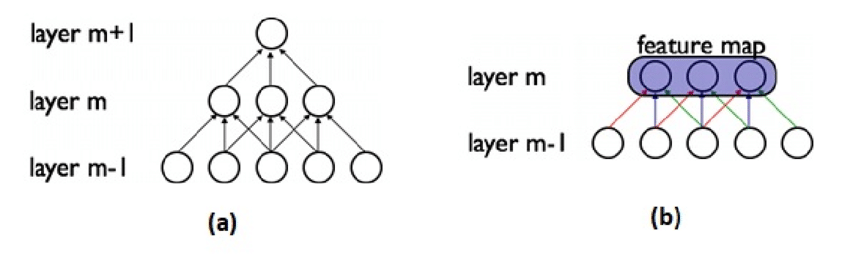 layer m+1
layer m
layer m-1
(a)
feature map
layer m
layer m-1
(b)